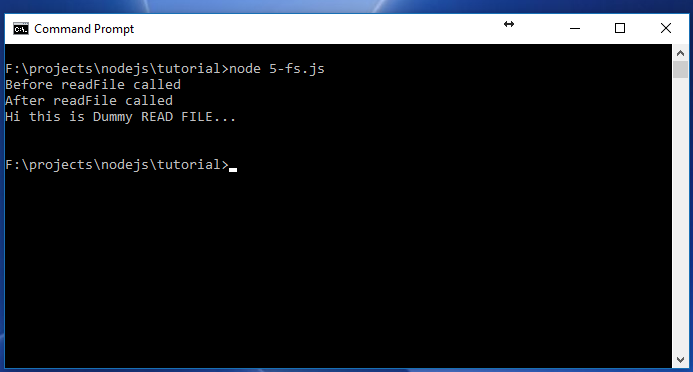 Command Prompt
F:\projects\nodejs\tutorial>node 5-fs.js
Before readFile called
After readFile called
Hi this is Dummy READ FILE...
F:\projects\nodejs\tutorial>